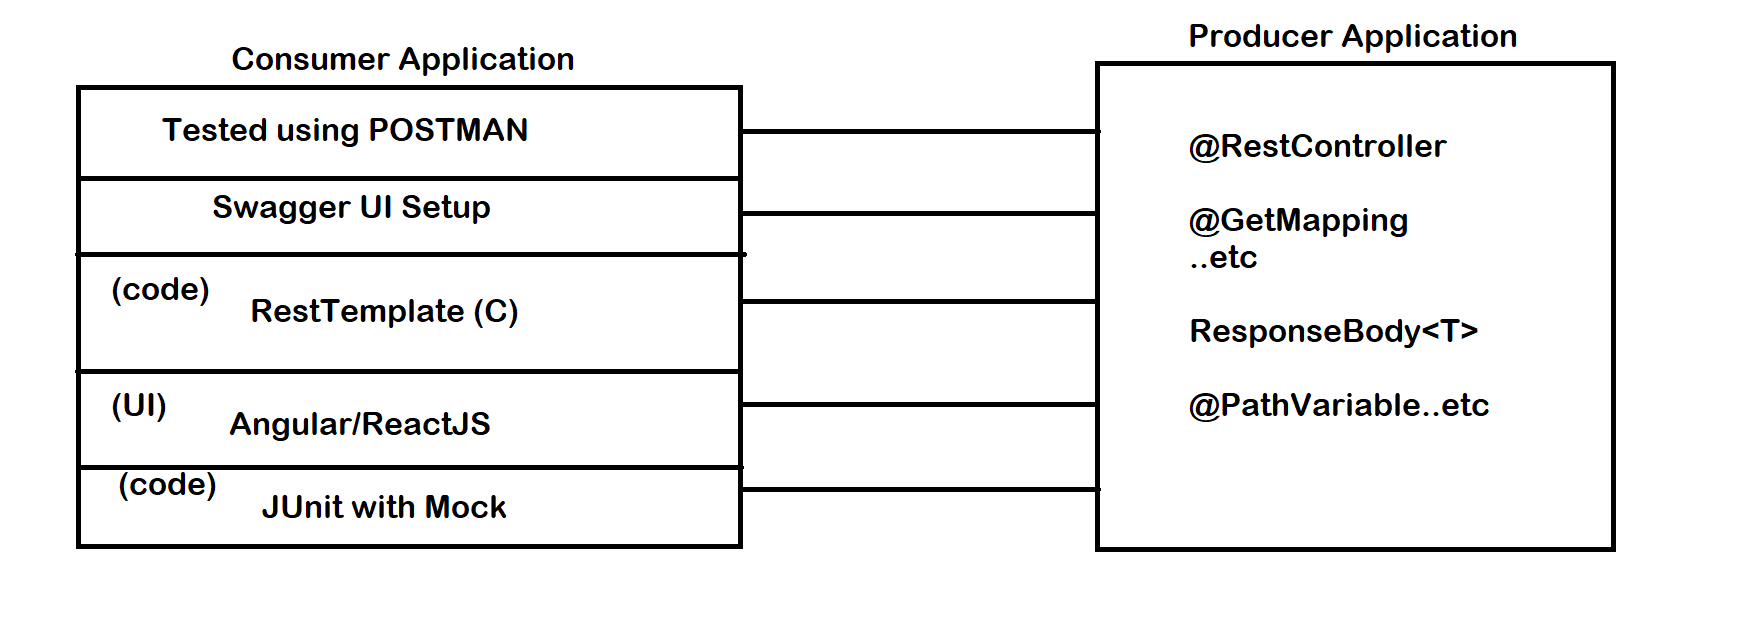 Consumer Application
Tested using POSTMAN
Swagger UI Setup
(code)
RestTemplate (C)
(UI)
Angular/ReactJS
(code)
JUnit with Mock
Producer Application
@RestController
@GetMapping
..etc
ResponseBody<T>
@PathVariable..etc